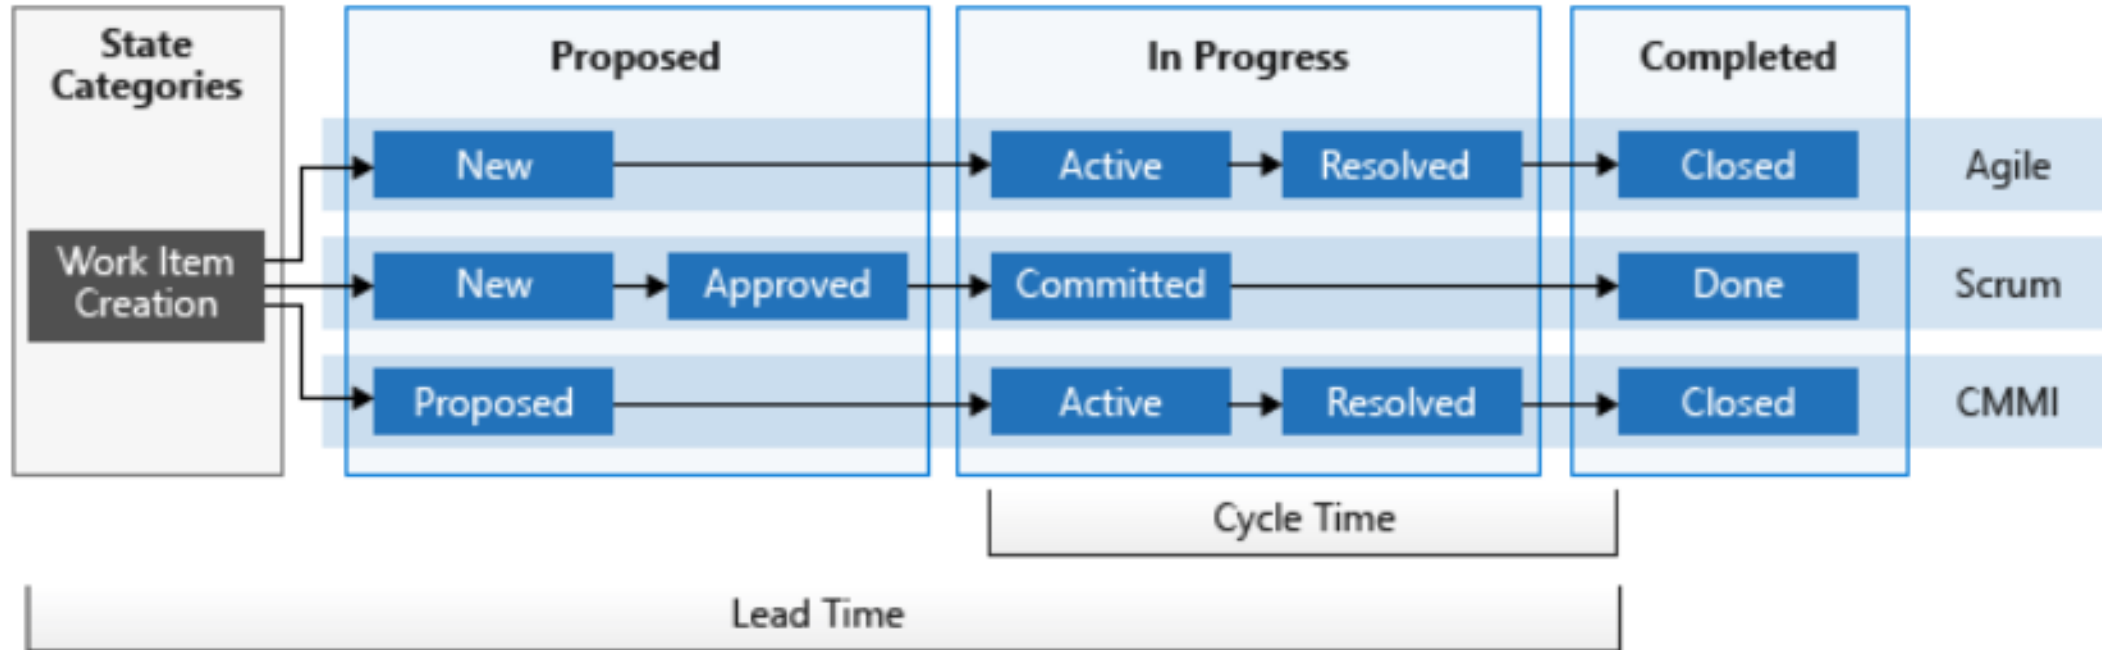 State
Categories
Proposed
In Progress
Completed
New
Active
Resolved
Closed
Agile
Work Item
Creation
New
Approved
Committed
Done
Scrum
Proposed
Active
Resolved
Closed
CMMI
Cycle Time
Lead Time